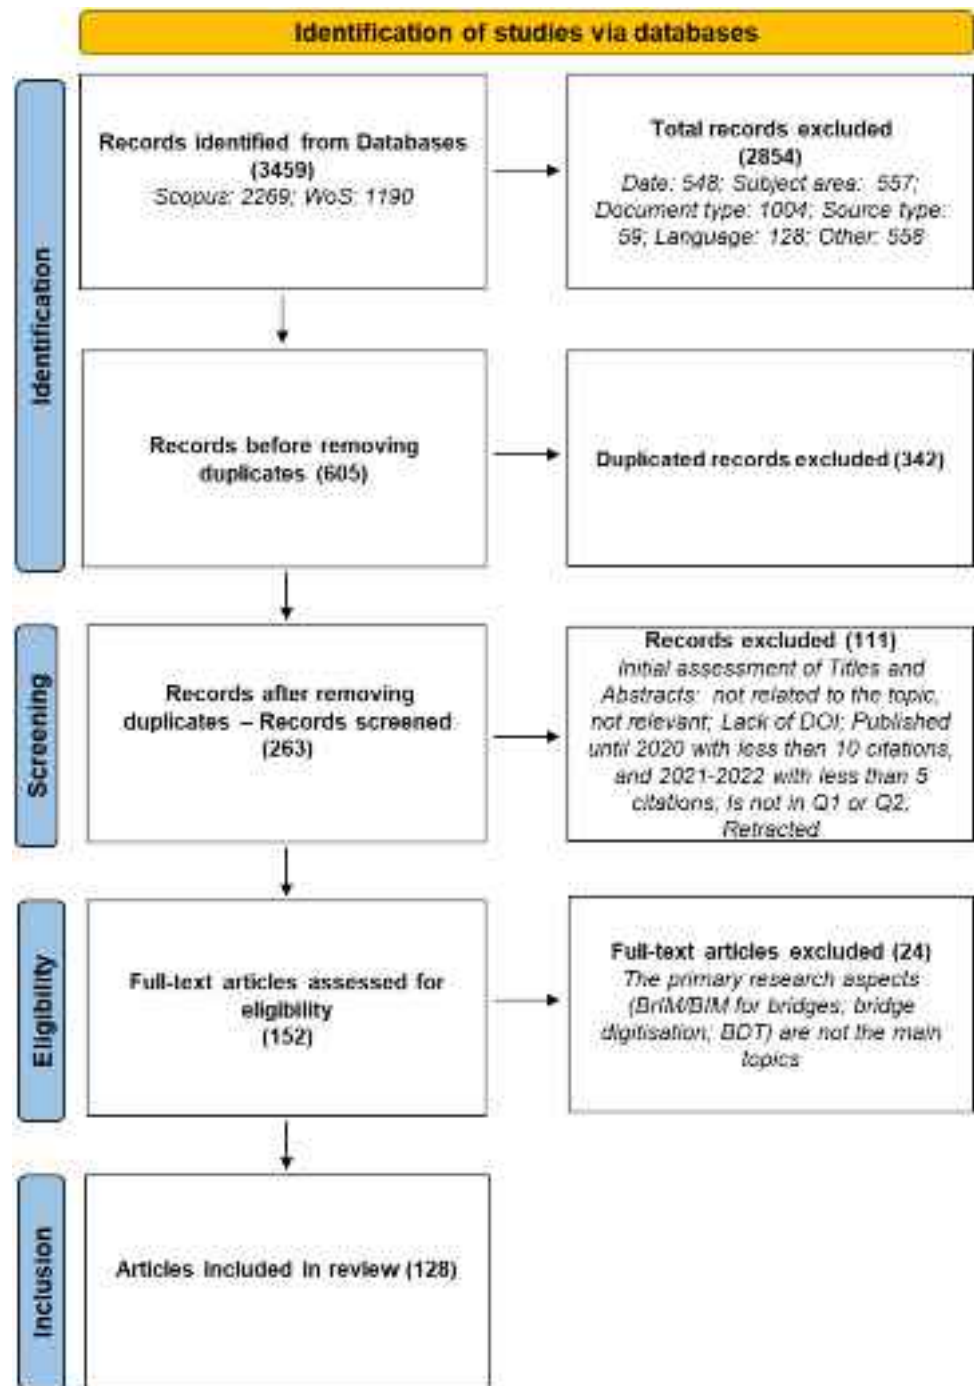 Identification of studies via databases
Identification
Records identified from Databases
(3459)
Scopus: 2269; WoS: 1190
Total records excluded
(2854)
Date: 548; Subject area: 557;
Document type: 1004; Source type:
59; Language: 128; Other: 558
Records before removing
duplicates (605)
Duplicated records excluded (342)
Screening
Records after removing
duplicates – Records screened
(263)
Records excluded (111)
Initial assessment of Titles and
Abstracts: not related to the topic,
not relevant; Lack of DOI; Published
until 2020 with less than 10 citations,
and 2021-2022 with less than 5
citations; Is not in Q1 or Q2;
Retracted
Eligibility
Full-text articles assessed for
eligibility
(152)
Full-text articles excluded (24)
The primary research aspects
(BrIM/BIM for bridges; bridge
digitisation; BDT) are not the main
topics
Inclusion
Articles included in review (128)